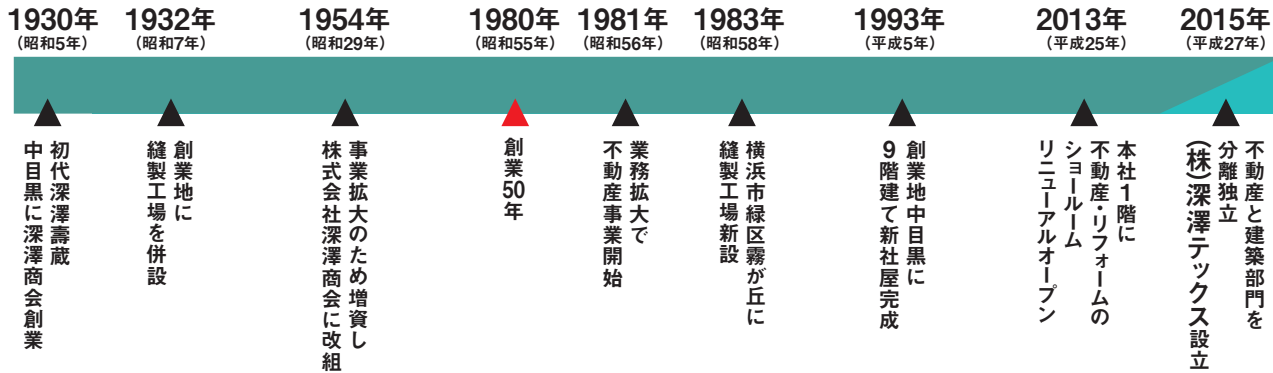 1930年
(昭和5年)
初代深澤壽蔵
中目黒に深澤商会創業
1932年
(昭和7年)
創業地に
縫製工場を併設
1954年
(昭和29年)
事業拡大のため増資し
株式会社深澤商会に改組
1980年
(昭和55年)
創業50年
1981年
(昭和56年)
業務拡大で
不動産事業開始
1983年
(昭和58年)
横浜市緑区霧が丘に
縫製工場新設
1993年
(平成5年)
創業地中目黒に
9階建て新社屋完成
2013年
(平成25年)
本社1階に
不動産・リフォームの
ショールーム
リニューアルオープン
2015年
(平成27年)
不動産と建築部門を
分離独立
(株)深澤テックス設立